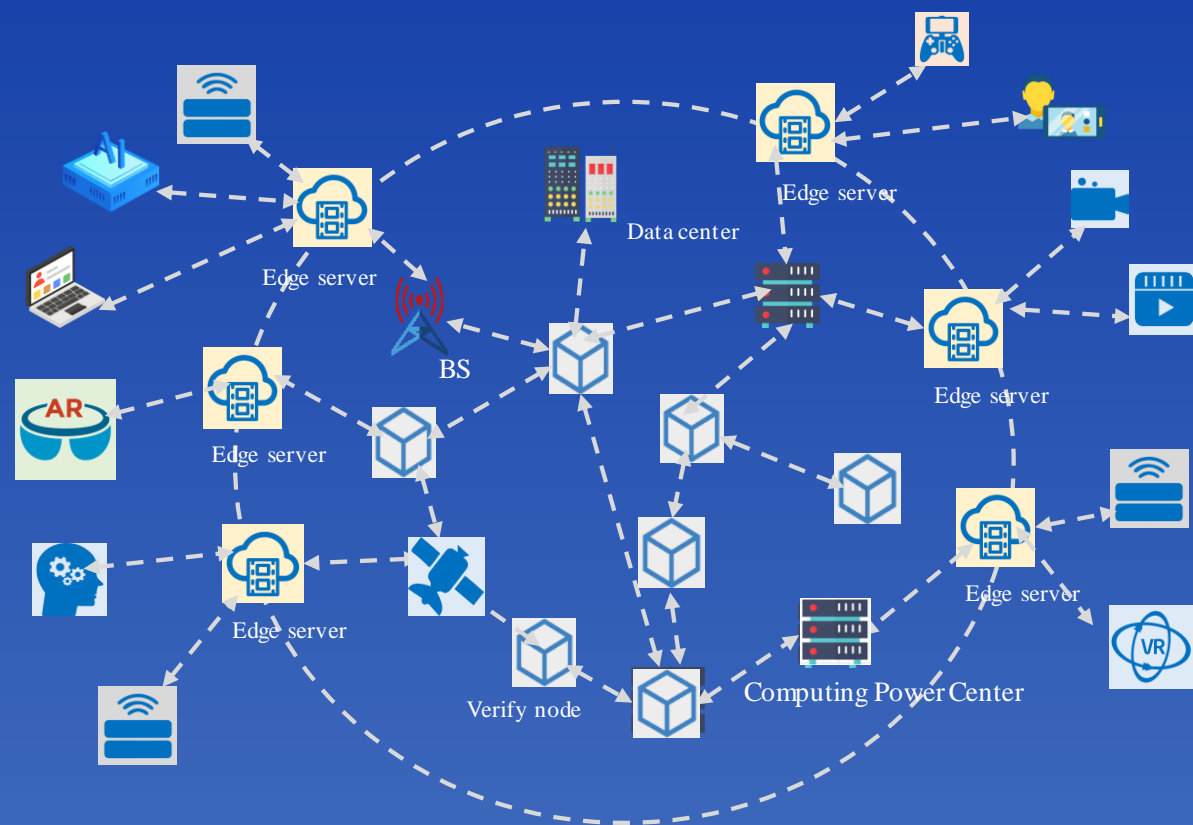 AI
Edge server
Data center
Edge server
BS
Edge server
AR
Edge server
Edge server
Edge server
VR
Verify node
Computing Power Center